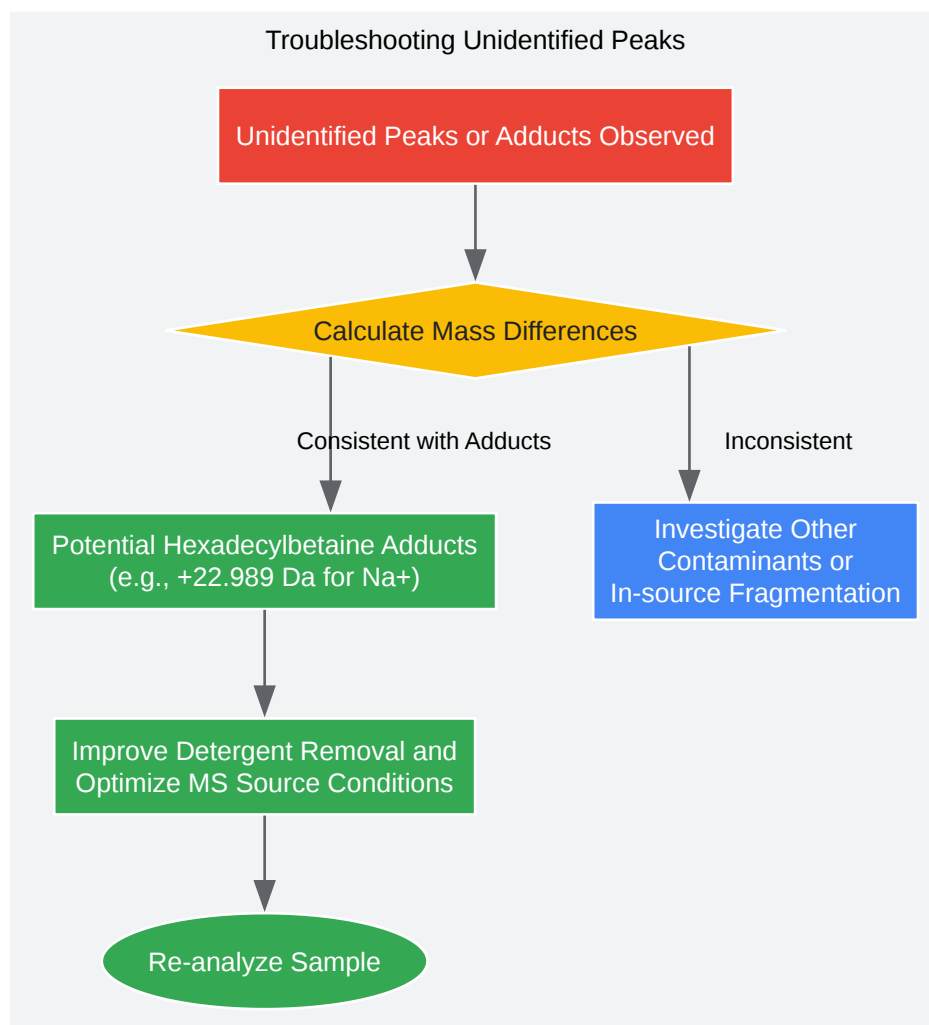 Troubleshooting Unidentified Peaks
Unidentified Peaks or Adducts Observed
Calculate Mass Differences
Consistent with Adducts
Inconsistent
Potential Hexadecylbetaine Adducts
(e.g., +22.989 Da for Na+)
Investigate Other
Contaminants or
In-source Fragmentation
Improve Detergent Removal and
Optimize MS Source Conditions
Re-analyze Sample